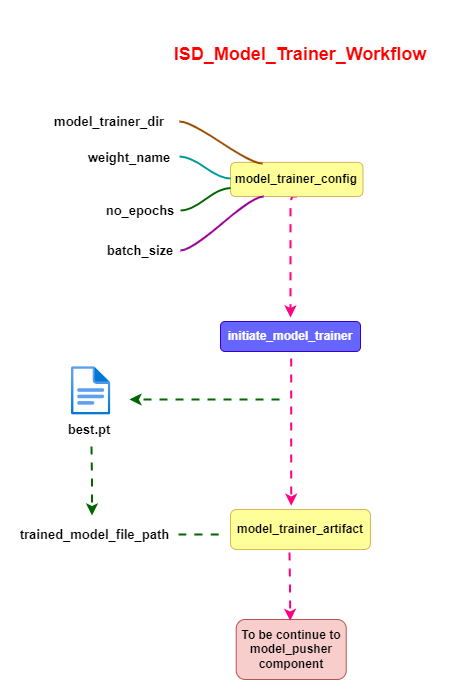 ISD_Model_Trainer_Workflow
model_trainer_dir
weight_name
model_trainer_config
no_epochs
batch_size
initiate_model_trainer
best.pt
trained_model_file_path
model_trainer_artifact
To be continue to
model_pusher
component